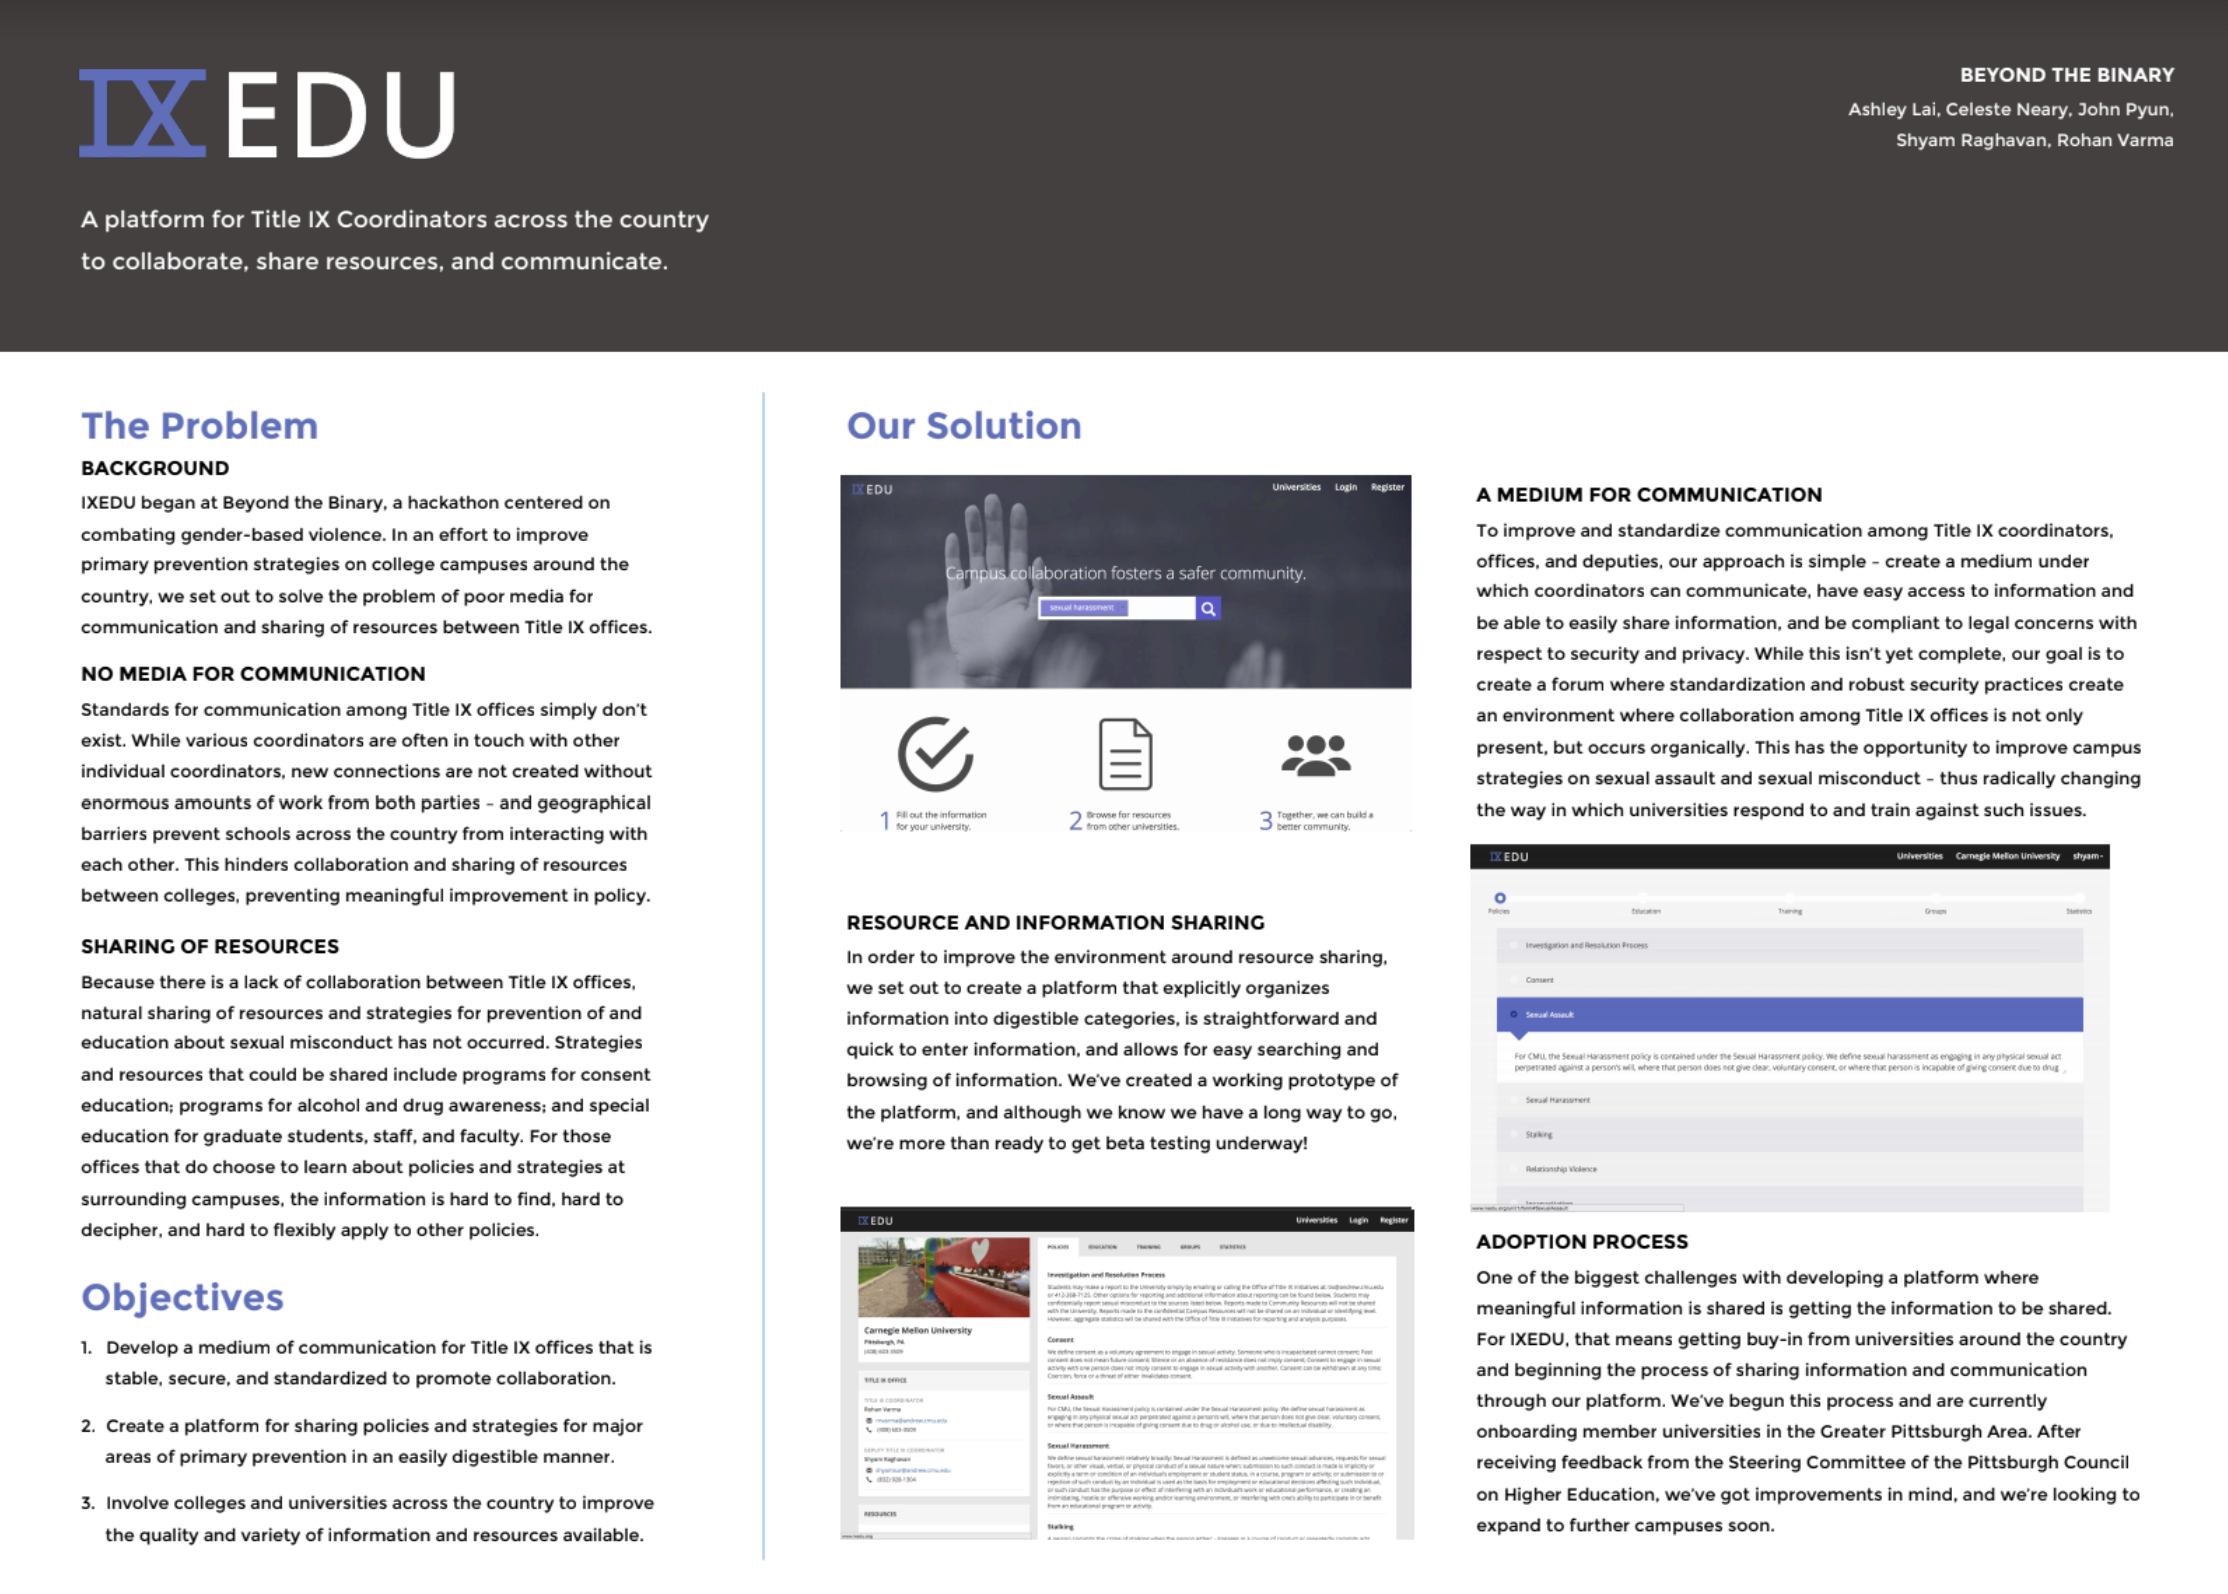 IXEDU
BEYOND THE BINARY
Ashley Lai, Celeste Neary, John Pyun,
Shyam Raghavan, Rohan Varma
A platform for Title IX Coordinators across the country
to collaborate, share resources, and communicate.
The Problem
BACKGROUND
IXEDU began at Beyond the Binary, a hackathon centered on
combating gender-based violence. In an effort to improve
primary prevention strategies on college campuses around the
country, we set out to solve the problem of poor media for
communication and sharing of resources between Title IX offices.
NO MEDIA FOR COMMUNICATION
Standards for communication among Title IX offices simply don't
exist. While various coordinators are often in touch with other
individual coordinators, new connections are not created without
enormous amounts of work from both parties – and geographical
barriers prevent schools across the country from interacting with
each other. This hinders collaboration and sharing of resources
between colleges, preventing meaningful improvement in policy.
SHARING OF RESOURCES
Because there is a lack of collaboration between Title IX offices,
natural sharing of resources and strategies for prevention of and
education about sexual misconduct has not occurred. Strategies
and resources that could be shared include programs for consent
education; programs for alcohol and drug awareness; and special
education for graduate students, staff, and faculty. For those
offices that do choose to learn about policies and strategies at
surrounding campuses, the information is hard to find, hard to
decipher, and hard to flexibly apply to other policies.
Objectives
1. Develop a medium of communication for Title IX offices that is
stable, secure, and standardized to promote collaboration.
2. Create a platform for sharing policies and strategies for major
areas of primary prevention in an easily digestible manner.
3. Involve colleges and universities across the country to improve
the quality and variety of information and resources available.
Our Solution
IXEDU
Universities Login Register
Campus collaboration fosters a safer community.
sexual harassment
1 Fill out the information
for your university.
2 Browse for resources
from other universities.
3 Together, we can build a
better community.
RESOURCE AND INFORMATION SHARING
In order to improve the environment around resource sharing,
we set out to create a platform that explicitly organizes
information into digestible categories, is straightforward and
quick to enter information, and allows for easy searching and
browsing of information. We've created a working prototype of
the platform, and although we know we have a long way to go,
we're more than ready to get beta testing underway!
IXEDU
Universities Login Register
Carnegie Mellon University
Pittsburgh, PA
TITLE IX OFFICE
TITLE IX COORDINATOR
Rohan Varma
DEPUTY TITLE IX COORDINATOR
Shyam Raghavan
RESOURCES
POLICIES EDUCATION TRAINING GROUPS STATISTICS
Investigation and Resolution Process
Consent
Sexual Assault
Sexual Harassment
Stalking
A MEDIUM FOR COMMUNICATION
To improve and standardize communication among Title IX coordinators,
offices, and deputies, our approach is simple – create a medium under
which coordinators can communicate, have easy access to information and
be able to easily share information, and be compliant to legal concerns with
respect to security and privacy. While this isn't yet complete, our goal is to
create a forum where standardization and robust security practices create
an environment where collaboration among Title IX offices is not only
present, but occurs organically. This has the opportunity to improve campus
strategies on sexual assault and sexual misconduct – thus radically changing
the way in which universities respond to and train against such issues.
IXEDU
Universities Carnegie Mellon University shyam
Policies Education Training Groups Statistics
Investigation and Resolution Process
Consent
Sexual Assault
For CMU, the Sexual Harassment policy is contained under the Sexual Harassment policy. We define sexual harassment as engaging in any physical sexual act
perpetrated against a person's will, where that person does not give clear, voluntary consent, or where that person is incapable of giving consent due to drug
Sexual Harassment
Stalking
Relationship Violence
ADOPTION PROCESS
One of the biggest challenges with developing a platform where
meaningful information is shared is getting the information to be shared.
For IXEDU, that means getting buy-in from universities around the country
and beginning the process of sharing information and communication
through our platform. We've begun this process and are currently
onboarding member universities in the Greater Pittsburgh Area. After
receiving feedback from the Steering Committee of the Pittsburgh Council
on Higher Education, we've got improvements in mind, and we're looking to
expand to further campuses soon.